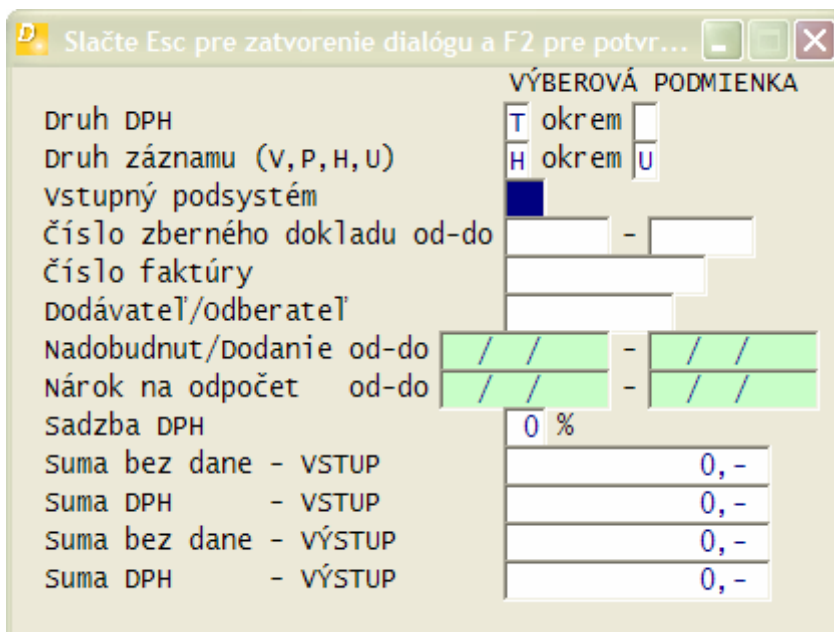 D
Slačte Esc pre zatvorenie dialógu a F2 pre potvr...
VÝBEROVÁ PODMIENKA
Druh DPH T okrem
Druh záznamu (V,P,H,U) H okrem U
Vstupný podsystém
Číslo zberného dokladu od-do -
Číslo faktúry
Dodávateľ/Odberateľ
Nadobudnut/Dodanie od-do / / - / /
Nárok na odpočet od-do / / - / /
Sadzba DPH 0 %
Suma bez dane - VSTUP 0,-
Suma DPH - VSTUP 0,-
Suma bez dane - VÝSTUP 0,-
Suma DPH - VÝSTUP 0,-